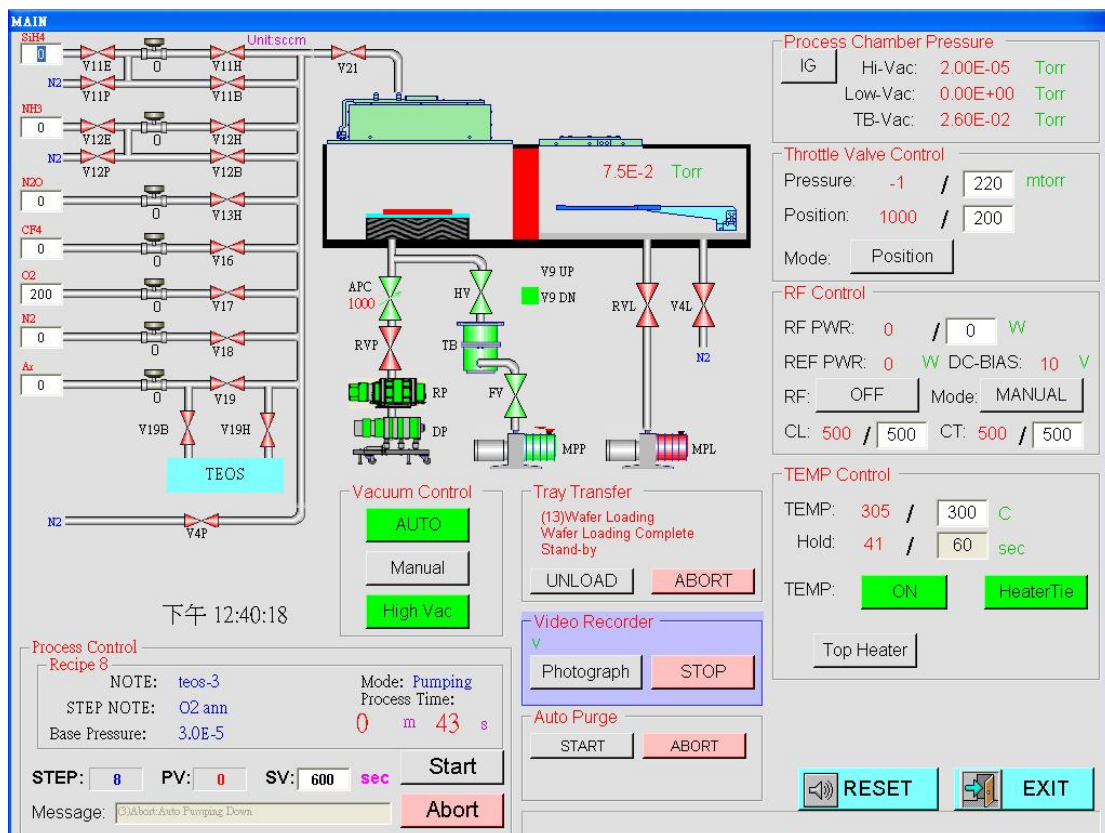 MAIN
SiH4
0
V11E
0
V11H
Unit:sccm
V21
N2
V11P
V11B
NH3
0
V12E
0
V12H
N2
V12P
V12B
N2O
0
0
V13H
CF4
0
0
V16
O2
200
0
V17
N2
0
0
V18
Ar
0
0
V19
V19B
V19H
TEOS
N2
V4P
7.5E-2 Torr
APC
1000
HV
V9 UP
V9 DN
RVL
V4L
N2
RVP
TB
RP
FV
DP
MPP
MPL
Process Chamber Pressure
IG
Hi-Vac: 2.00E-05 Torr
Low-Vac: 0.00E+00 Torr
TB-Vac: 2.60E-02 Torr
Throttle Valve Control
Pressure: -1 / 220 mtorr
Position: 1000 / 200
Mode: Position
RF Control
RF PWR: 0 / 0 W
REF PWR: 0 W DC-BIAS: 10 V
RF: OFF Mode: MANUAL
CL: 500 / 500 CT: 500 / 500
TEMP Control
TEMP: 305 / 300 C
Hold: 41 / 60 sec
TEMP: ON HeaterTie
Top Heater
Vacuum Control
AUTO
Manual
High Vac
Tray Transfer
(13)Wafer Loading
Wafer Loading Complete
Stand-by
UNLOAD ABORT
Video Recorder
v
Photograph STOP
Auto Purge
START ABORT
下午 12:40:18
Process Control
Recipe 8
NOTE: teos-3
STEP NOTE: O2 ann
Base Pressure: 3.0E-5
Mode: Pumping
Process Time:
0 m 43 s
STEP: 8 PV: 0 SV: 600 sec Start
Message: (3)Abort:Auto Pumping Down Abort
RESET EXIT